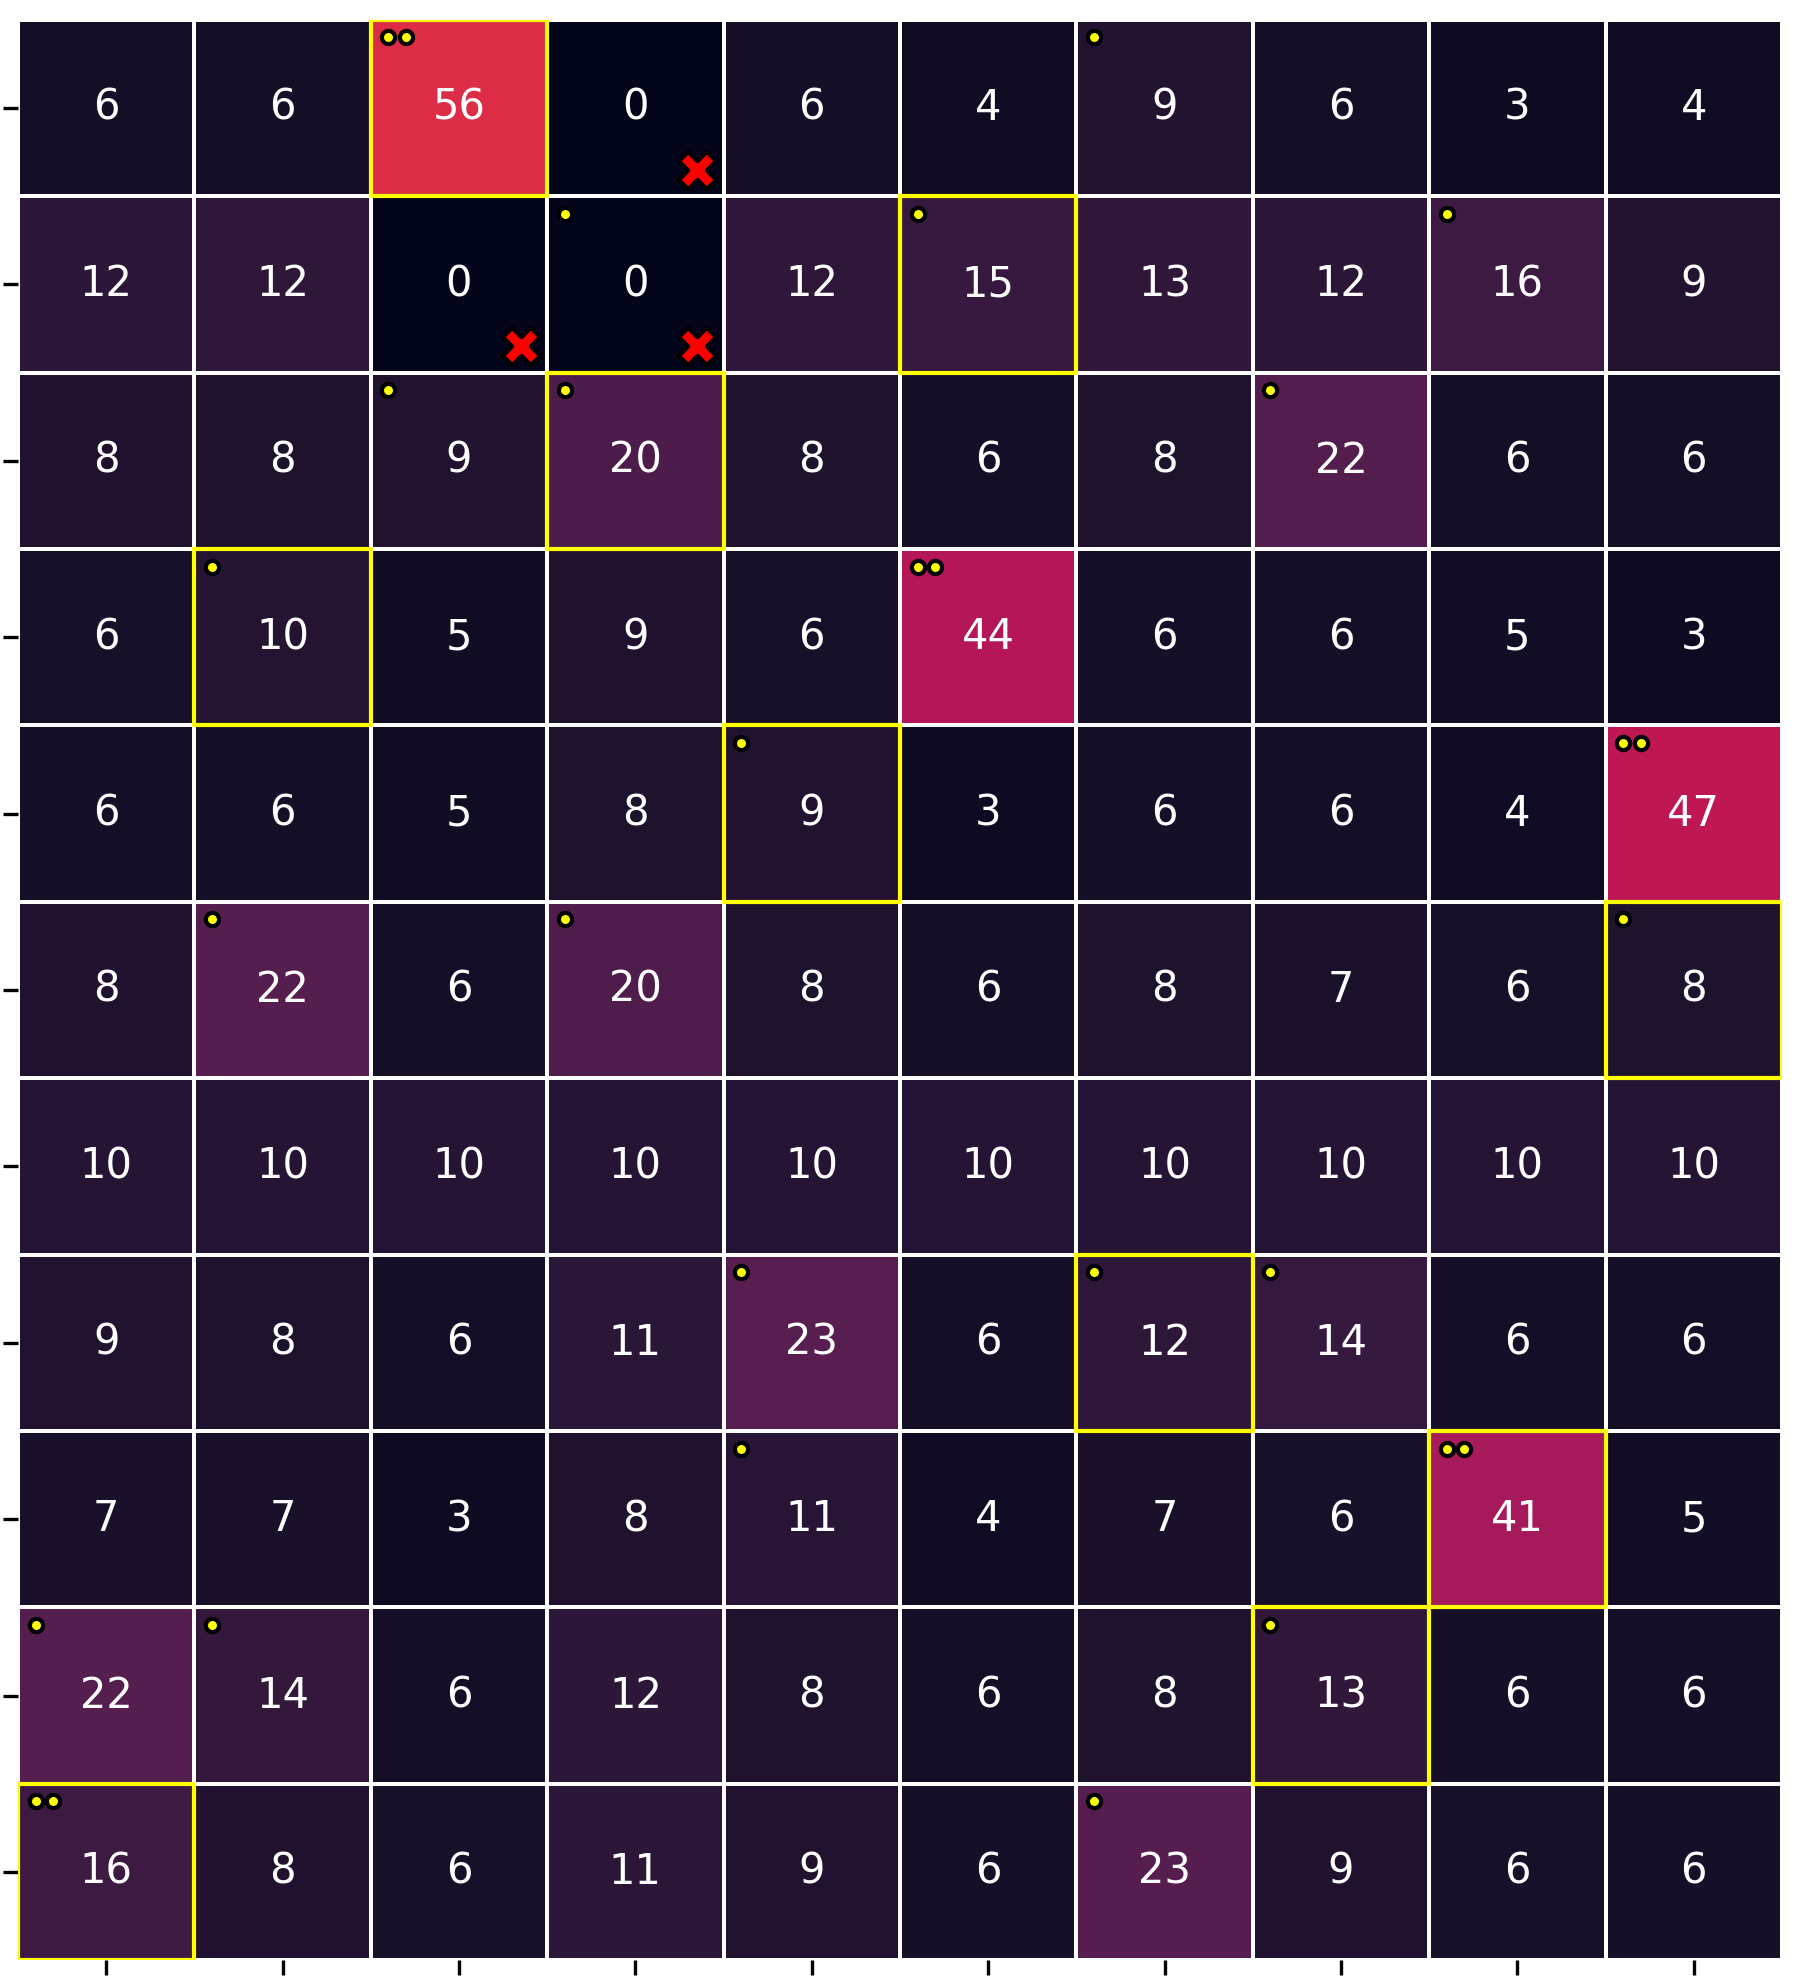 6 6 56 0 6 4 9 6 3 4
12 12 0 0 12 15 13 12 16 9
8 8 9 20 8 6 8 22 6 6
6 10 5 9 6 44 6 6 5 3
6 6 5 8 9 3 6 6 4 47
8 22 6 20 8 6 8 7 6 8
10 10 10 10 10 10 10 10 10 10
9 8 6 11 23 6 12 14 6 6
7 7 3 8 11 4 7 6 41 5
22 14 6 12 8 6 8 13 6 6
16 8 6 11 9 6 23 9 6 6